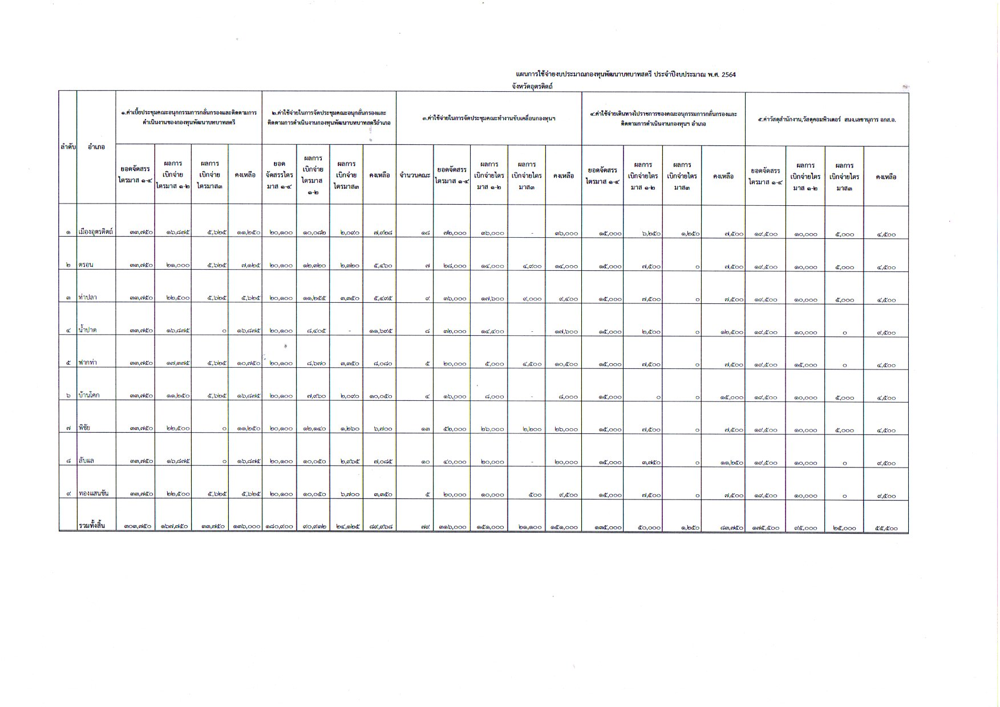 แผนการใช้จ่ายงบประมาณกองทุนพัฒนาบทบาทสตรี ประจำปีงบประมาณ พ.ศ. 2564
จังหวัดอุตรดิตถ์
ลำดับ อำเภอ ๑.ค่าเบี้ยประชุมคณะอนุกกรรมการกลั่นกรองและติดตามการ
ดำเนินงานของกองทุนพัฒนาบทบาทสตรี
๒.ค่าใช้จ่ายในการจัดประชุมคณะอนุกลั่นกรองและ
ติดตามการดำเนินงานกองทุนพัฒนาบทบาทสตรีอำเภอ
๓.ค่าใช้จ่ายในการจัดประชุมคณะทำงานขับเคลื่อนกองทุนฯ
๔.ค่าใช้จ่ายเดินทางไปราชการของคณะอนุกรรมการกลั่นกรองและ
ติดตามการดำเนินงานกองทุนฯ อำเภอ
๕.ค่าวัสดุสำนักงาน,วัสดุคอมพิวเตอร์ สนง.เลขานุการ อกส.อ.
ยอดจัดสรร
ไตรมาส ๑-๔
ผลการ
เบิกจ่าย
ไตรมาส ๑-๒
ผลการ
เบิกจ่าย
ไตรมาส๓
คงเหลือ
ยอด
จัดสรรไตร
มาส ๑-๔
ผลการ
เบิกจ่าย
ไตรมาส
๑-๒
ผลการ
เบิกจ่าย
ไตรมาส๓
คงเหลือ
จำนวนคณะ
ยอดจัดสรร
ไตรมาส ๑-๔
ผลการ
เบิกจ่ายไตร
มาส ๑-๒
ผลการ
เบิกจ่ายไตร
มาส๓
คงเหลือ
ยอดจัดสรร
ไตรมาส ๑-๔
ผลการ
เบิกจ่ายไตร
มาส ๑-๒
ผลการ
เบิกจ่ายไตร
มาส๓
คงเหลือ
ยอดจัดสรร
ไตรมาส ๑-๔
ผลการ
เบิกจ่ายไตร
มาส ๑-๒
ผลการ
เบิกจ่ายไตร
มาส๓
คงเหลือ
๑ เมืองอุตรดิตถ์ ๓๓,๗๕๐ ๑๖,๘๗๕ ๕,๖๒๕ ๑๑,๒๕๐ ๒๐,๑๐๐ ๑๐,๐๘๒ ๒,๐๙๐ ๗,๙๒๘ ๑๘ ๗๒,๐๐๐ ๓๖,๐๐๐ - ๓๖,๐๐๐ ๑๕,๐๐๐ ๖,๒๕๐ ๑,๒๕๐ ๗,๕๐๐ ๑๙,๕๐๐ ๑๐,๐๐๐ ๕,๐๐๐ ๔,๕๐๐
๒ ตรอน ๓๓,๗๕๐ ๒๑,๐๐๐ ๕,๖๒๕ ๗,๑๒๕ ๒๐,๑๐๐ ๑๒,๓๒๐ ๒,๓๒๐ ๕,๔๖๐ ๗ ๒๘,๐๐๐ ๑๔,๐๐๐ ๔,๙๐๐ ๑๔,๐๐๐ ๑๕,๐๐๐ ๗,๕๐๐ ๐ ๗,๕๐๐ ๑๙,๕๐๐ ๑๐,๐๐๐ ๕,๐๐๐ ๔,๕๐๐
๓ ท่าปลา ๓๓,๗๕๐ ๒๒,๕๐๐ ๕,๖๒๕ ๕,๖๒๕ ๒๐,๑๐๐ ๑๑,๒๕๕ ๓,๓๕๐ ๕,๔๙๕ ๙ ๓๖,๐๐๐ ๑๗,๖๐๐ ๙,๐๐๐ ๙,๔๐๐ ๑๕,๐๐๐ ๗,๕๐๐ ๐ ๗,๕๐๐ ๑๙,๕๐๐ ๑๐,๐๐๐ ๕,๐๐๐ ๔,๕๐๐
๔ น้ำปาด ๓๓,๗๕๐ ๑๖,๘๗๕ ๐ ๑๖,๘๗๕ ๒๐,๑๐๐ ๘,๔๐๕ - ๑๑,๖๙๕ ๘ ๓๒,๐๐๐ ๑๔,๔๐๐ - ๑๗,๖๐๐ ๑๕,๐๐๐ ๒,๕๐๐ ๐ ๑๒,๕๐๐ ๑๙,๕๐๐ ๑๐,๐๐๐ ๐ ๙,๕๐๐
๕ ฟากท่า ๓๓,๗๕๐ ๑๗,๓๗๕ ๕,๖๒๕ ๑๐,๗๕๐ ๒๐,๑๐๐ ๘,๖๗๐ ๓,๓๕๐ ๘,๐๘๐ ๕ ๒๐,๐๐๐ ๕,๐๐๐ ๔,๕๐๐ ๑๐,๕๐๐ ๑๕,๐๐๐ ๗,๕๐๐ ๐ ๗,๕๐๐ ๑๙,๕๐๐ ๑๕,๐๐๐ ๐ ๔,๕๐๐
๖ บ้านโคก ๓๓,๗๕๐ ๑๑,๒๕๐ ๕,๖๒๕ ๑๖,๘๗๕ ๒๐,๑๐๐ ๗,๙๖๐ ๒,๐๙๐ ๑๐,๐๕๐ ๔ ๑๖,๐๐๐ ๘,๐๐๐ - ๘,๐๐๐ ๑๕,๐๐๐ ๐ ๐ ๑๕,๐๐๐ ๑๙,๕๐๐ ๑๐,๐๐๐ ๕,๐๐๐ ๔,๕๐๐
๗ พิชัย ๓๓,๗๕๐ ๒๒,๕๐๐ ๐ ๑๑,๒๕๐ ๒๐,๑๐๐ ๑๒,๑๔๐ ๑,๒๖๐ ๖,๗๐๐ ๑๓ ๕๒,๐๐๐ ๒๖,๐๐๐ ๒,๒๐๐ ๒๖,๐๐๐ ๑๕,๐๐๐ ๗,๕๐๐ ๐ ๗,๕๐๐ ๑๙,๕๐๐ ๑๐,๐๐๐ ๕,๐๐๐ ๔,๕๐๐
๘ ลับแล ๓๓,๗๕๐ ๑๖,๘๗๕ ๐ ๑๖,๘๗๕ ๒๐,๑๐๐ ๑๐,๐๕๐ ๒,๙๖๕ ๗,๐๘๕ ๑๐ ๔๐,๐๐๐ ๒๐,๐๐๐ - ๒๐,๐๐๐ ๑๕,๐๐๐ ๓,๗๕๐ ๐ ๑๑,๒๕๐ ๑๙,๕๐๐ ๑๐,๐๐๐ ๐ ๙,๕๐๐
๙ ทองแสนขัน ๓๓,๗๕๐ ๒๒,๕๐๐ ๕,๖๒๕ ๕,๖๒๕ ๒๐,๑๐๐ ๑๐,๐๕๐ ๖,๗๐๐ ๓,๓๕๐ ๕ ๒๐,๐๐๐ ๑๐,๐๐๐ ๕๐๐ ๙,๕๐๐ ๑๕,๐๐๐ ๗,๕๐๐ ๐ ๗,๕๐๐ ๑๙,๕๐๐ ๑๐,๐๐๐ ๐ ๙,๕๐๐
รวมทั้งสิ้น ๓๐๓,๗๕๐ ๑๖๗,๗๕๐ ๓๓,๗๕๐ ๑๓๖,๐๐๐ ๑๘๐,๙๐๐ ๙๐,๙๓๒ ๒๔,๑๒๕ ๘๙,๙๖๘ ๗๙ ๓๑๖,๐๐๐ ๑๕๑,๐๐๐ ๒๑,๑๐๐ ๑๕๑,๐๐๐ ๑๓๕,๐๐๐ ๕๐,๐๐๐ ๑,๒๕๐ ๘๓,๗๕๐ ๑๗๕,๕๐๐ ๙๕,๐๐๐ ๒๕,๐๐๐ ๕๕,๕๐๐